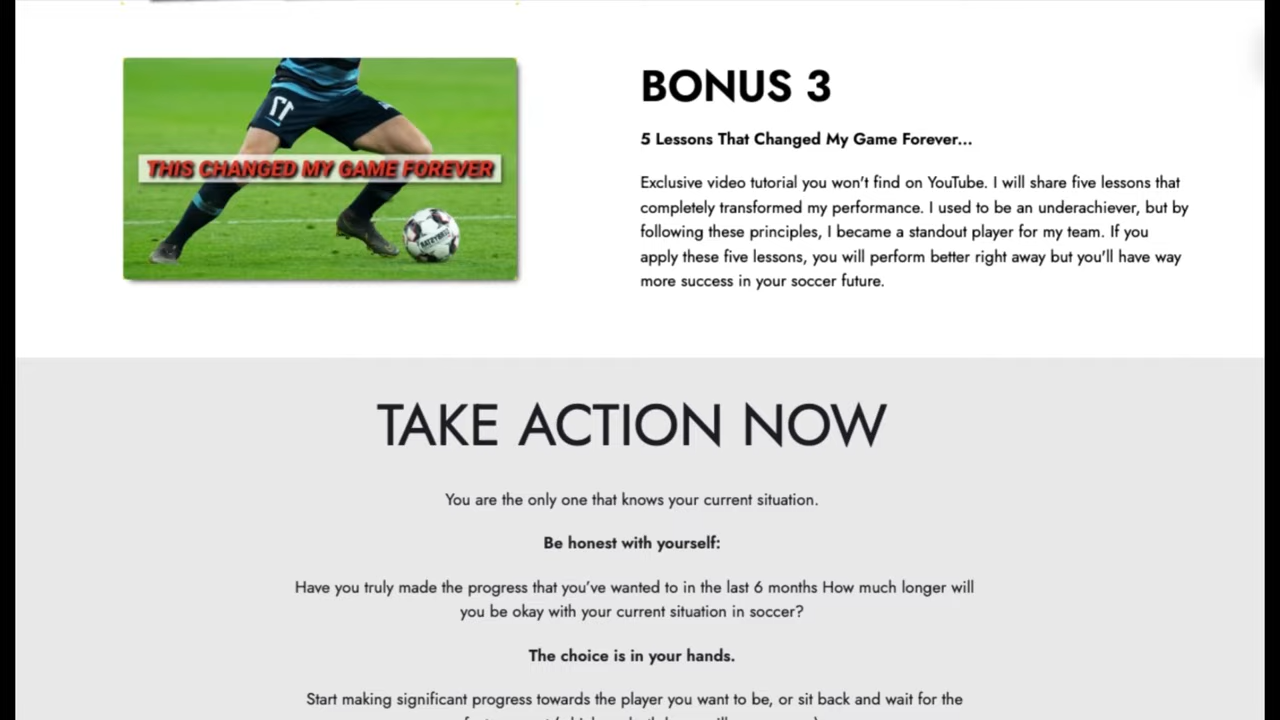 BONUS 3
5 Lessons That Changed My Game Forever...
THIS CHANGED MY GAME FOREVER
Exclusive video tutorial you won't find on YouTube. I will share five lessons that
completely transformed my performance. I used to be an underachiever, but by
following these principles, I became a standout player for my team. If you
apply these five lessons, you will perform better right away but you'll have way
more success in your soccer future.
TAKE ACTION NOW
You are the only one that knows your current situation.
Be honest with yourself:
Have you truly made the progress that you've wanted to in the last 6 months How much longer will
you be okay with your current situation in soccer?
The choice is in your hands.
Start making significant progress towards the player you want to be, or sit back and wait for the